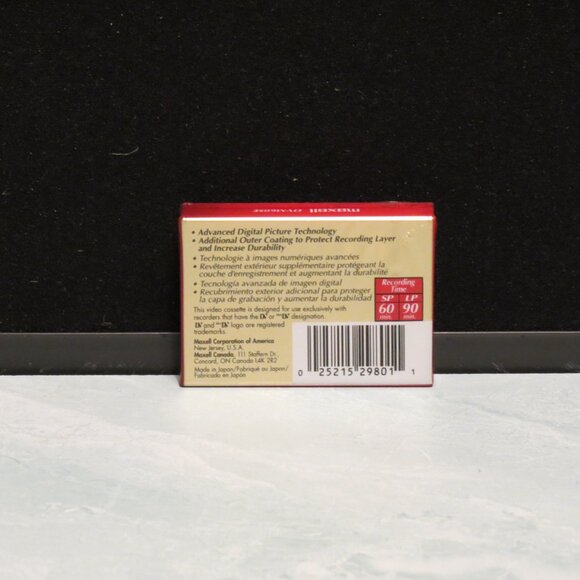 maxell DVM60SE
• Advanced Digital Picture Technology
• Additional Outer Coating to Protect Recording Layer
and Increase Durability
• Technologie à images numériques avancées
• Revêtement extérieur supplémentaire protégeant la
couche d'enregistrement et augmentant la durabilité
• Tecnología avanzada de imagen digital
• Recubrimiento exterior adicional para proteger
la capa de grabación y aumentar la durabilidad
Recording
Time
SP LP
60 90
min. min.
This video cassette is designed for use exclusively with
recorders that have the DV or Mini DV designation.
DV and Mini DV logo are registered
trademarks.
Maxell Corporation of America
New Jersey, U.S.A.
Maxell Canada, 111 Staffern Dr.
Concord, ON Canada L4K 2R2
Made in Japan/Fabriqué au Japon/
Fabricado en Japón
0 25215 29801 1